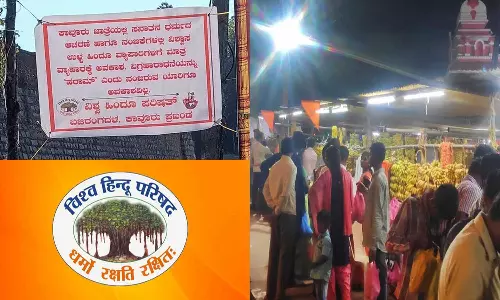 ಕಾವೂರು ಜಾತ್ರೆಯಲ್ಲಿ ಸನಾತನ ಧರ್ಮದ
ಆಚರಣೆ ಹಾಗೂ ನಂಬಿಕೆಗಳಲ್ಲಿ ವಿಶ್ವಾಸ
ಉಳ್ಳ ಹಿಂದೂ ವ್ಯಾಪಾರಿಗಳಿಗೆ ಮಾತ್ರ
ವ್ಯಾಪಾರಕ್ಕೆ ಅವಕಾಶ. ವಿಗ್ರಹಾರಾಧನೆಯನ್ನು
"ಹರಾಮ್" ಎಂದು ನಂಬಿರುವ ಯಾರಿಗೂ
ಅವಕಾಶವಿಲ್ಲ.
ವಿಶ್ವ ಹಿಂದೂ ಪರಿಷತ್
ಬಜರಂಗದಳ, ಕಾವೂರು ಪ್ರಖಂಡ
विश्व हिन्दू परिषद
धर्मो रक्षति रक्षितः